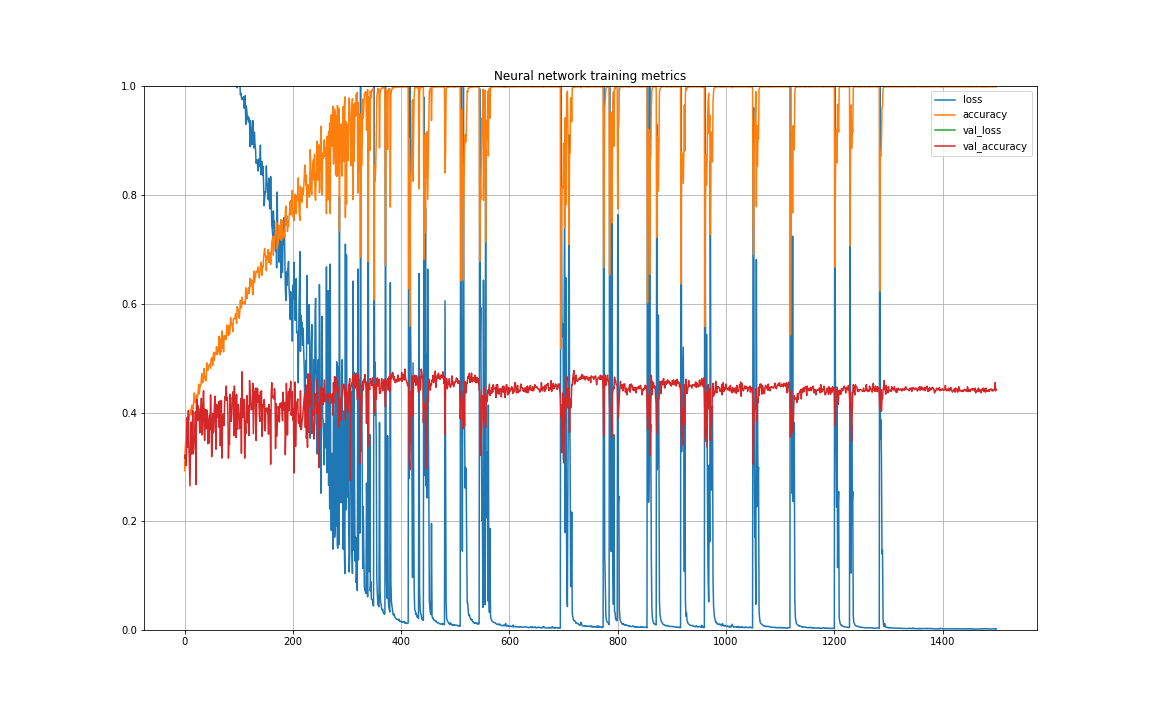 Neural network training metrics
1.0
0.8
0.6
0.4
0.2
0.0
0 200 400 600 800 1000 1200 1400
loss
accuracy
val_loss
val_accuracy